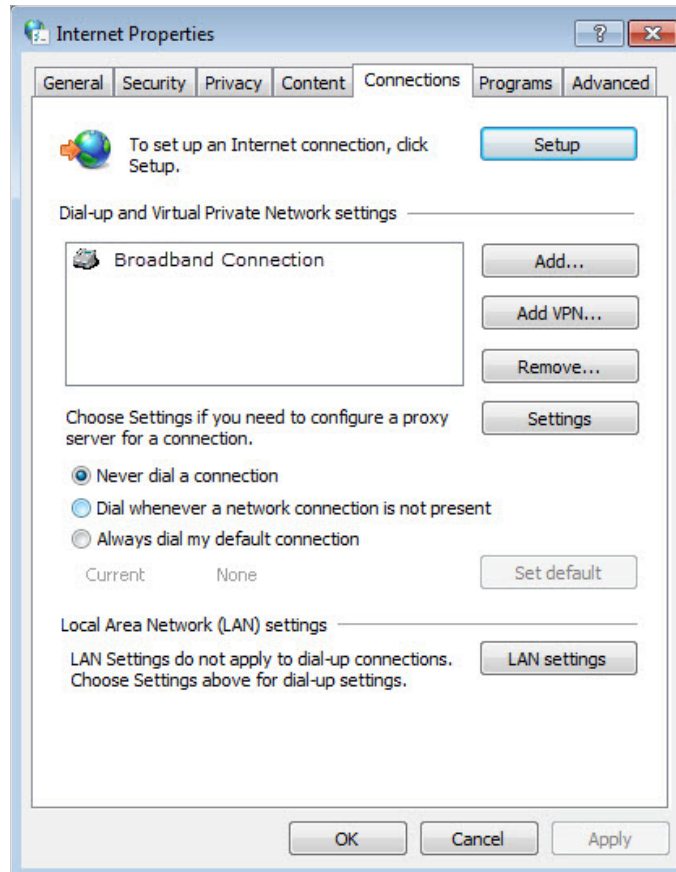 Internet Properties
?
General Security Privacy Content Connections Programs Advanced
To set up an Internet connection, click
Setup.
Setup
Dial-up and Virtual Private Network settings
Broadband Connection
Add...
Add VPN...
Remove...
Choose Settings if you need to configure a proxy
server for a connection.
Settings
Never dial a connection
Dial whenever a network connection is not present
Always dial my default connection
Current None
Set default
Local Area Network (LAN) settings
LAN Settings do not apply to dial-up connections.
Choose Settings above for dial-up settings.
LAN settings
OK Cancel Apply